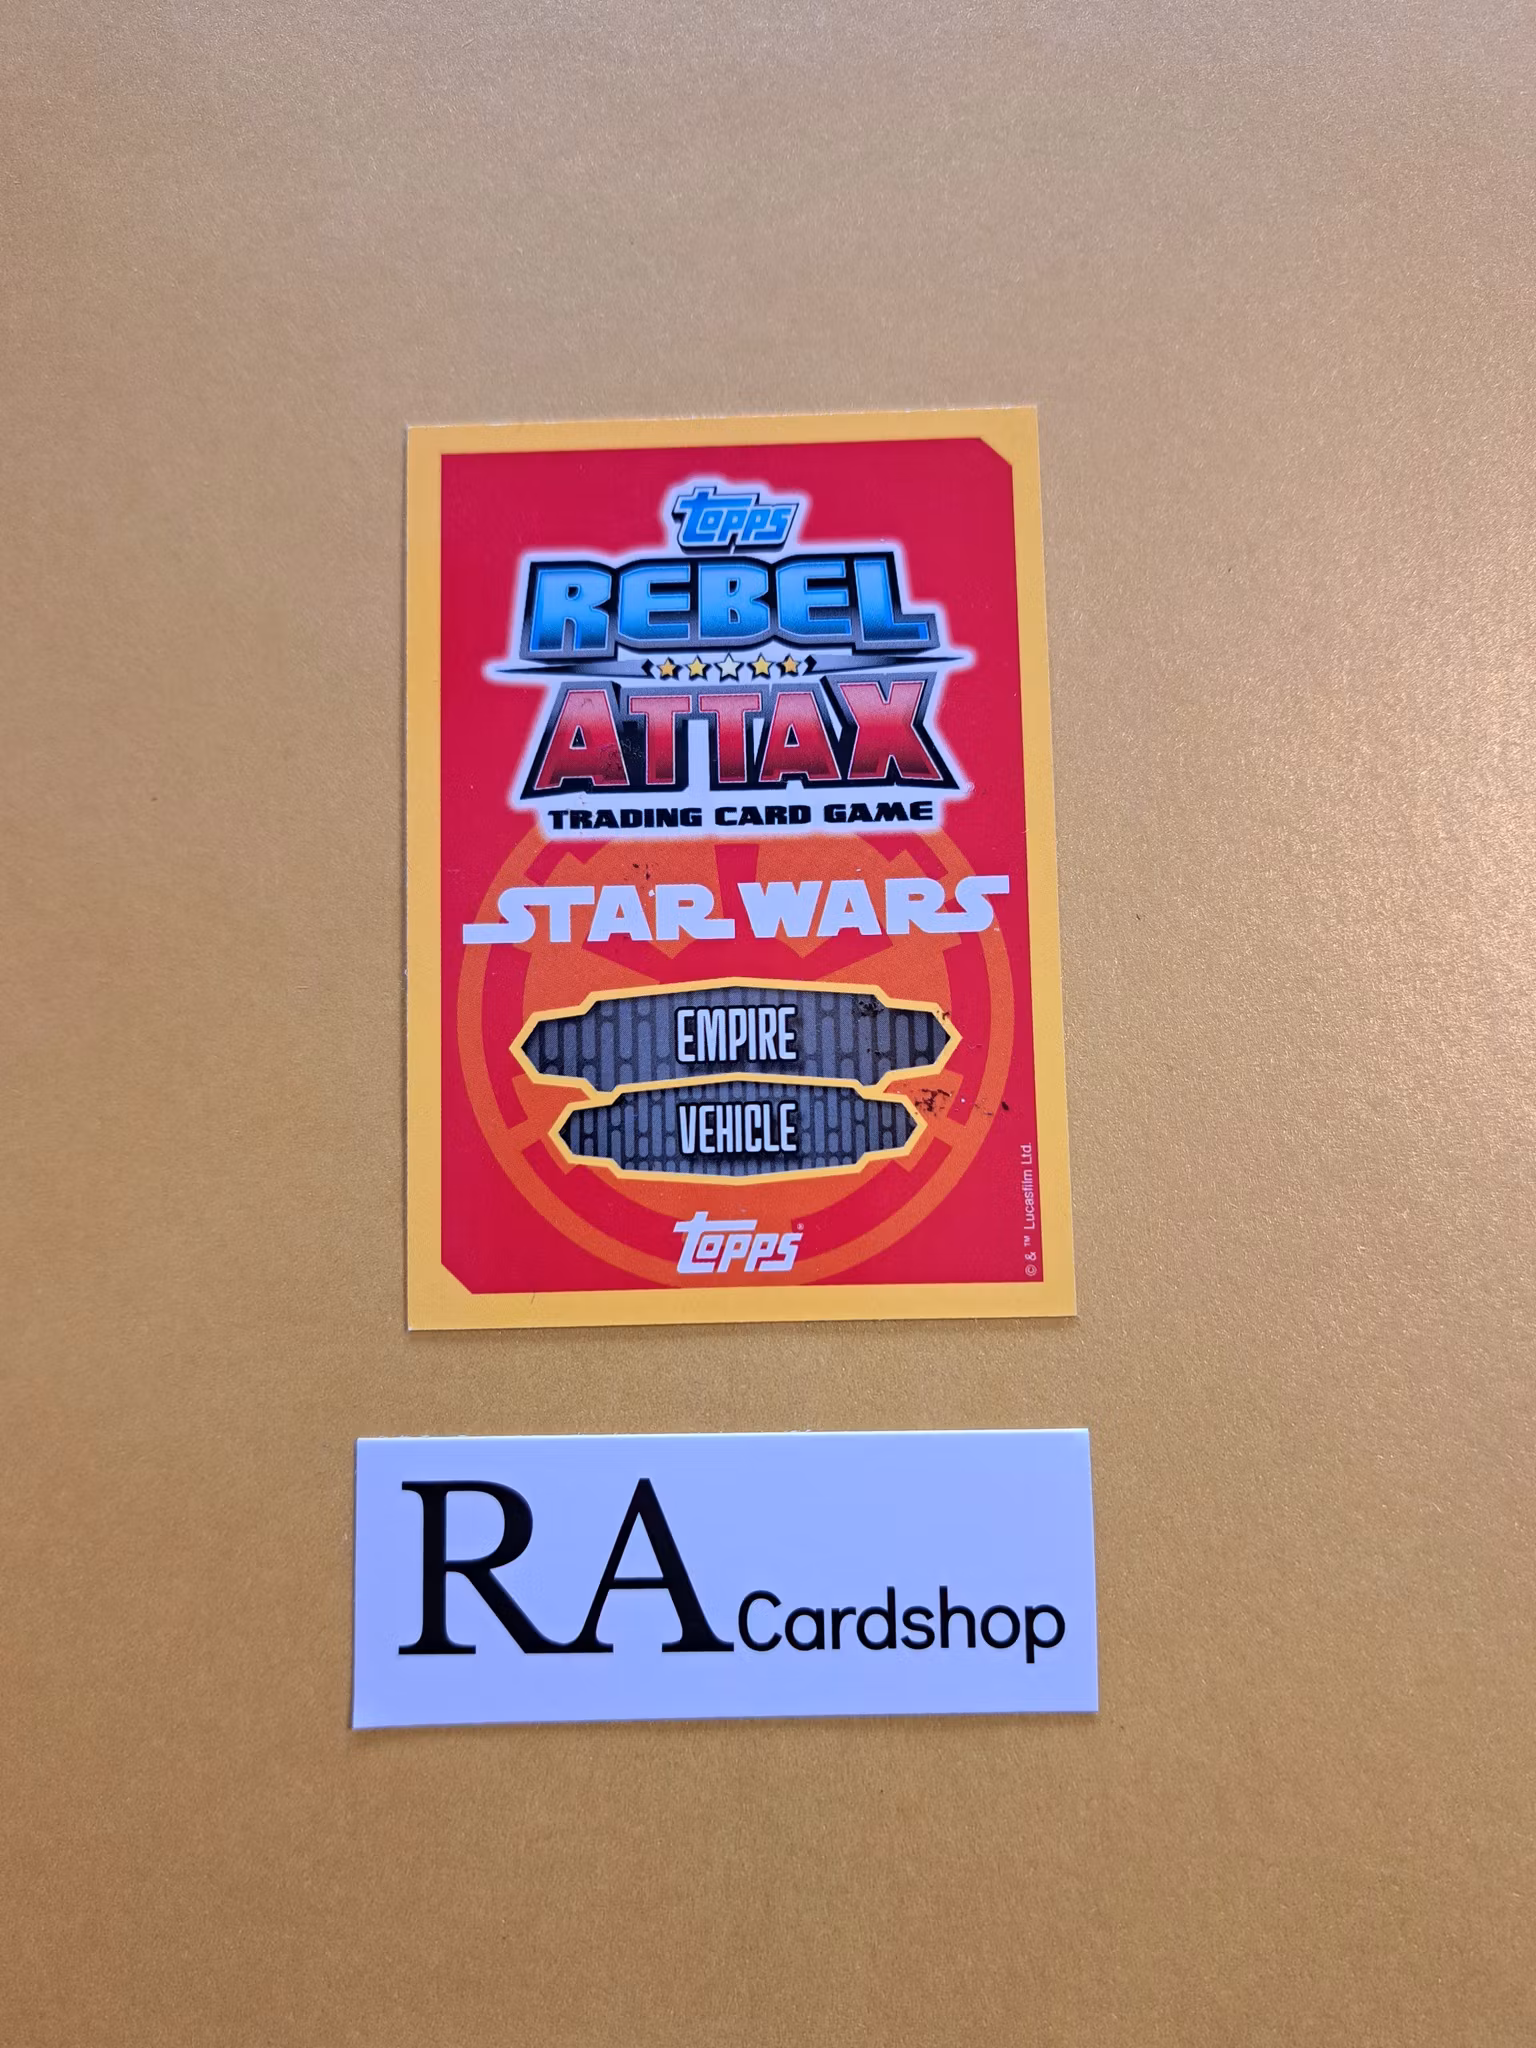 Topps
REBEL
ATTAX
TRADING CARD GAME
STAR WARS
EMPIRE
VEHICLE
Topps®
© & ™ Lucasfilm Ltd.
RA Cardshop